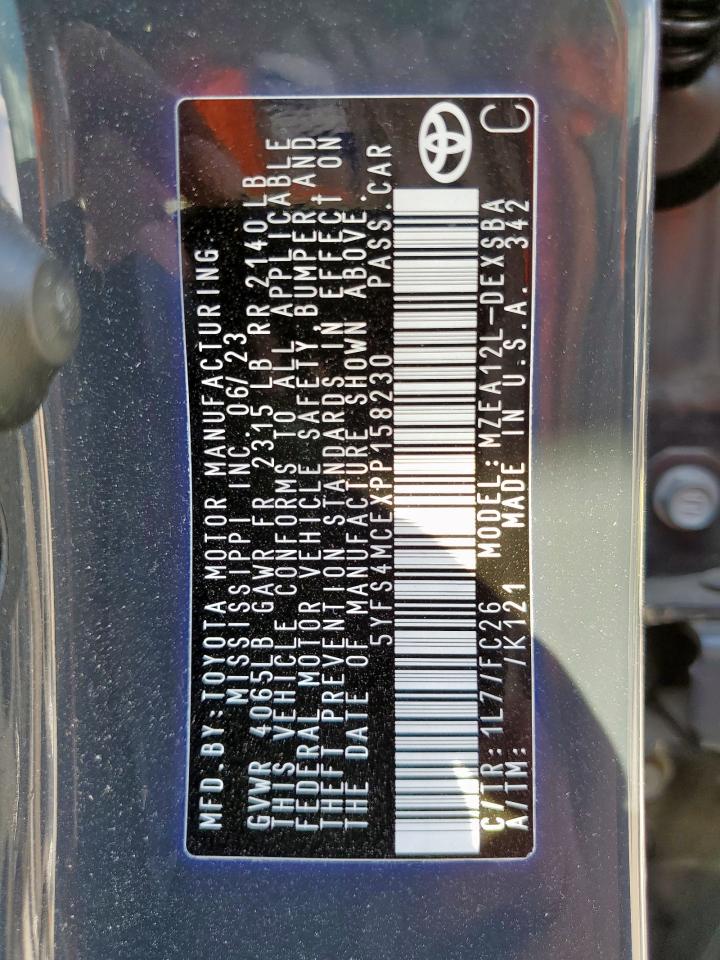 MFD.BY:TOYOTA MOTOR MANUFACTURING
MISSISSIPPI INC. 06/23
GVWR 4065LB GAWR FR 2315 LB RR 2140 LB
THIS VEHICLE CONFORMS TO ALL APPLICABLE
FEDERAL MOTOR VEHICLE SAFETY, BUMPER, AND
THEFT PREVENTION STANDARDS IN EFFECT ON
THE DATE OF MANUFACTURE SHOWN ABOVE.
5YFS4MCEXPP158230 PASS.CAR
C/TR: 1L7/FC26 MODEL: MZEA12L-DEXSBA
A/TM: /K121 MADE IN U.S.A. 342
C